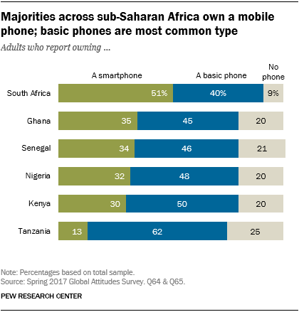 Majorities across sub-Saharan Africa own a mobile
phone; basic phones are most common type
Adults who report owning ...
A smartphone A basic phone No phone
South Africa 51% 40% 9%
Ghana 35 45 20
Senegal 34 46 21
Nigeria 32 48 20
Kenya 30 50 20
Tanzania 13 62 25
Note: Percentages based on total sample.
Source: Spring 2017 Global Attitudes Survey. Q64 & Q65.
PEW RESEARCH CENTER